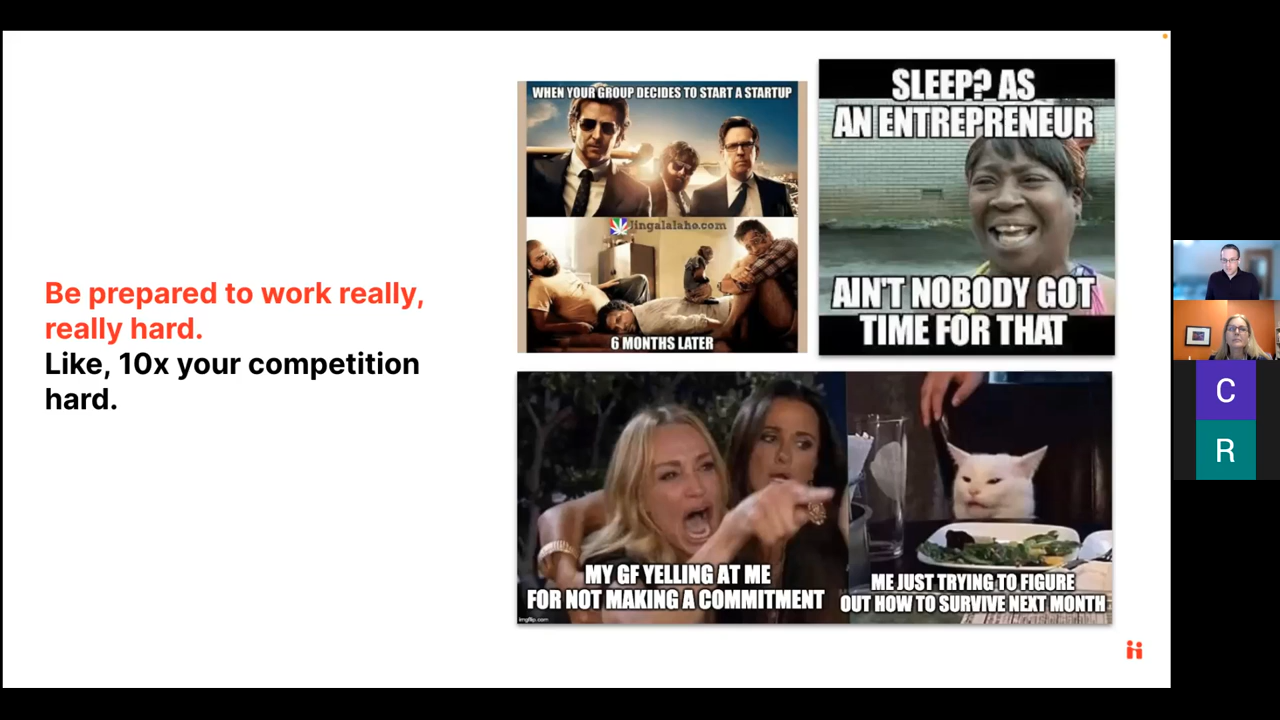 Be prepared to work really,
really hard.
Like, 10x your competition
hard.
WHEN YOUR GROUP DECIDES TO START A STARTUP
jingalalaho.com
6 MONTHS LATER
SLEEP? AS
AN ENTREPRENEUR
AIN'T NOBODY GOT
TIME FOR THAT
MY GF YELLING AT ME
FOR NOT MAKING A COMMITMENT
imgflip.com
ME JUST TRYING TO FIGURE
OUT HOW TO SURVIVE NEXT MONTH
C
R